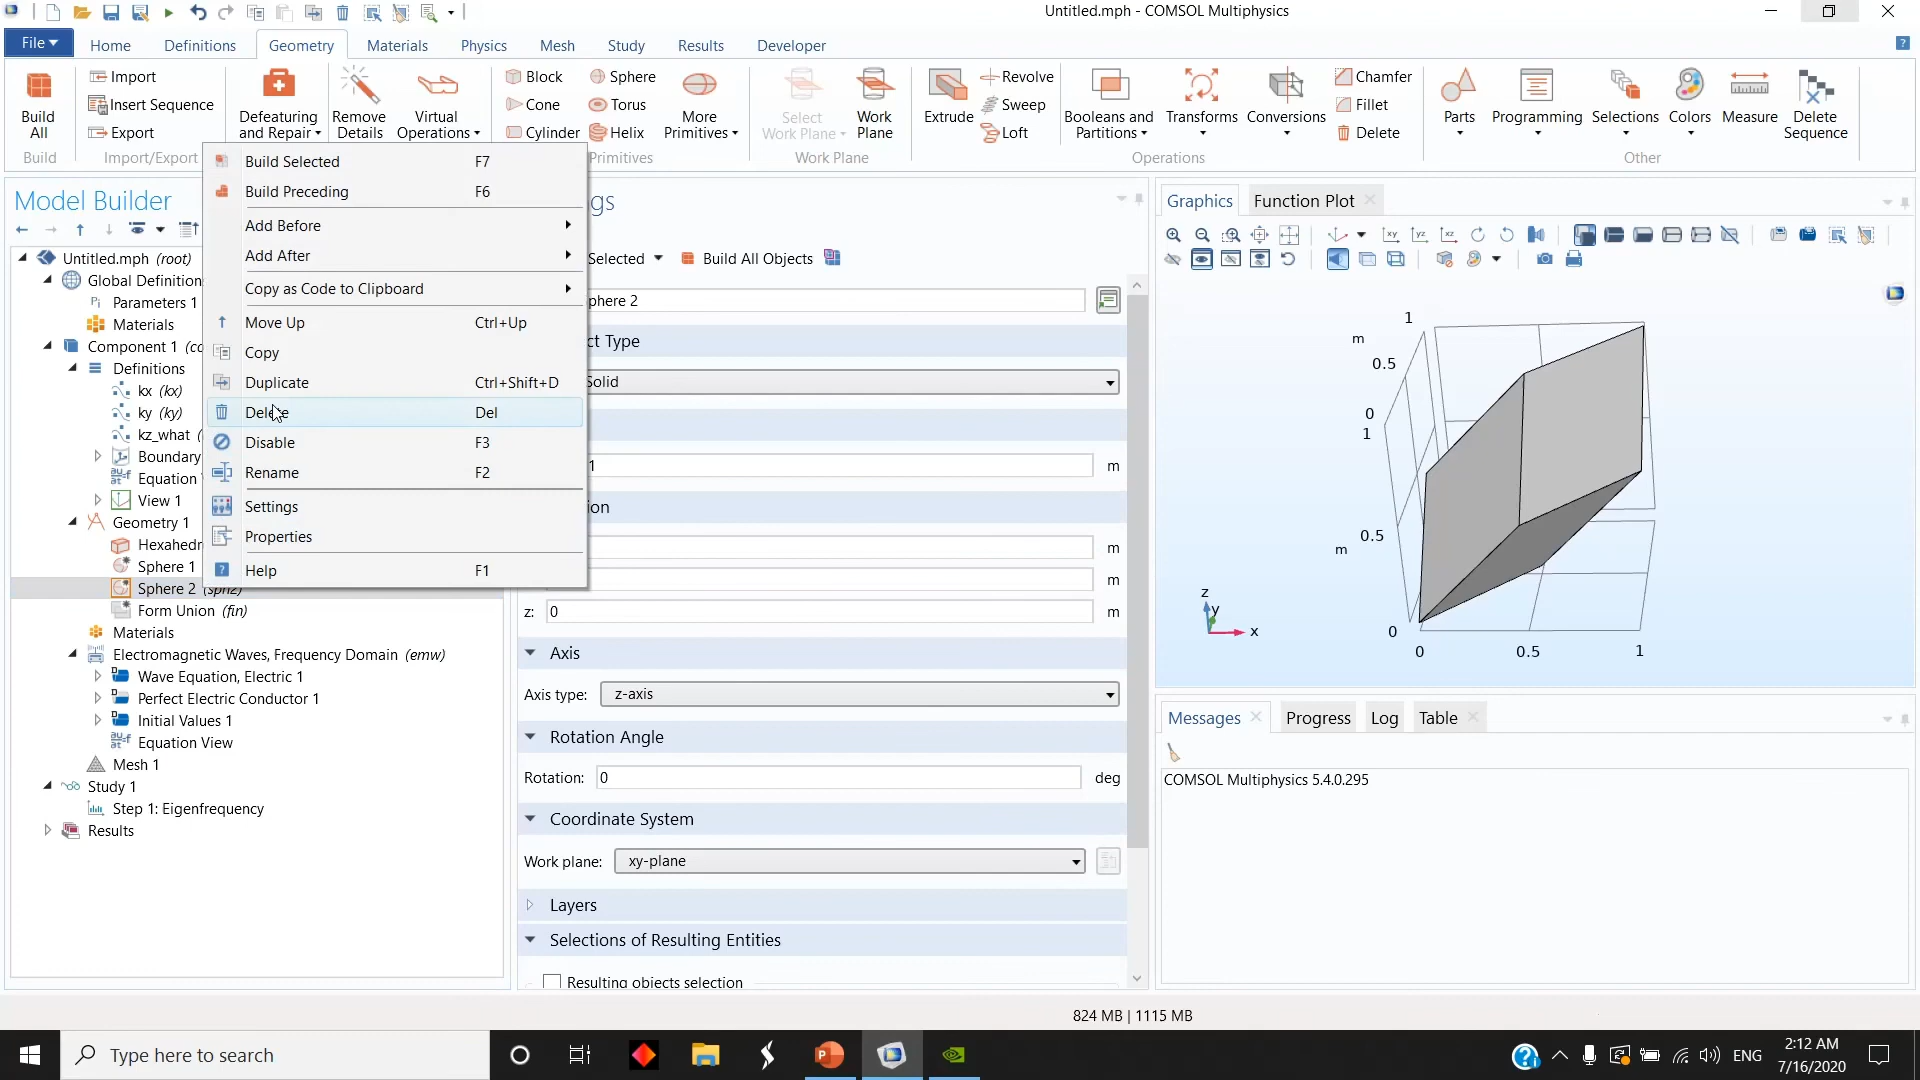 Untitled.mph - COMSOL Multiphysics
File
Home
Definitions
Geometry
Materials
Physics
Mesh
Study
Results
Developer
Build
All
Build
Import
Insert Sequence
Export
Import/Export
Defeaturing
and Repair
Remove
Details
Virtual
Operations
Block
Cone
Cylinder
Sphere
Torus
Helix
More
Primitives
Primitives
Select
Work Plane
Work
Plane
Work Plane
Extrude
Revolve
Sweep
Loft
Booleans and
Partitions
Transforms
Conversions
Chamfer
Fillet
Delete
Operations
Parts
Programming
Selections
Colors
Measure
Delete
Sequence
Other
Model Builder
Untitled.mph (root)
Global Definition
Pi Parameters 1
Materials
Component 1 (co
Definitions
kx (kx)
ky (ky)
kz_what (
Boundary
Equation
View 1
Geometry 1
Hexahedr
Sphere 1
Sphere 2 (sph2)
Form Union (fin)
Materials
Electromagnetic Waves, Frequency Domain (emw)
Wave Equation, Electric 1
Perfect Electric Conductor 1
Initial Values 1
Equation View
Mesh 1
Study 1
Step 1: Eigenfrequency
Results
Build Selected F7
Build Preceding F6
Add Before
Add After
Copy as Code to Clipboard
Move Up Ctrl+Up
Copy
Duplicate Ctrl+Shift+D
Delete Del
Disable F3
Rename F2
Settings
Properties
Help F1
gs
Selected
Build All Objects
phere 2
ct Type
Solid
1 m
ion
m
m
z: 0 m
Axis
Axis type: z-axis
Rotation Angle
Rotation: 0 deg
Coordinate System
Work plane: xy-plane
Layers
Selections of Resulting Entities
Resulting objects selection
Graphics
Function Plot
xy
yz
xz
1
m
0.5
0
1
0.5
m
0
0
0.5
1
z
y
x
Messages
Progress
Log
Table
COMSOL Multiphysics 5.4.0.295
824 MB | 1115 MB
Type here to search
ENG
2:12 AM
7/16/2020